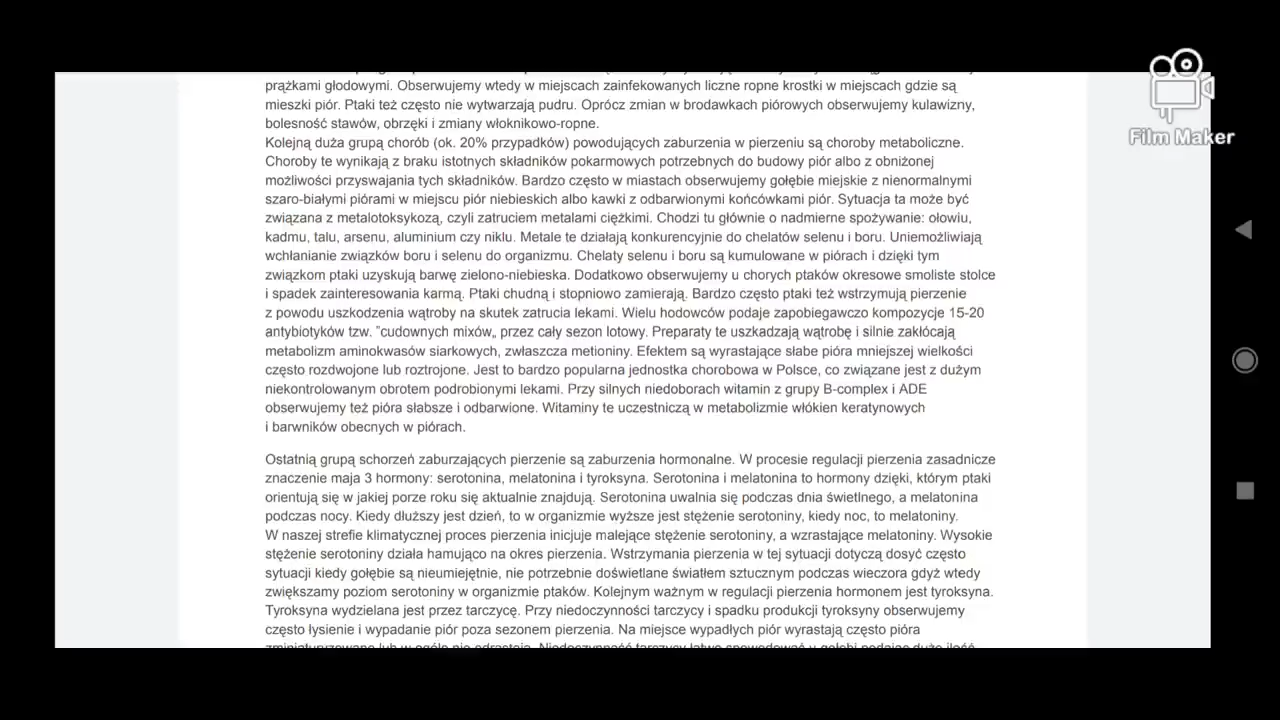 prążkami głodowymi. Obserwujemy wtedy w miejscach zainfekowanych liczne ropne krostki w miejscach gdzie są
mieszki piór. Ptaki też często nie wytwarzają pudru. Oprócz zmian w brodawkach piórowych obserwujemy kulawizny,
bolesność stawów, obrzęki i zmiany włoknikowo-ropne.
Kolejną duża grupą chorób (ok. 20% przypadków) powodujących zaburzenia w pierzeniu są choroby metaboliczne.
Choroby te wynikają z braku istotnych składników pokarmowych potrzebnych do budowy piór albo z obniżonej
możliwości przyswajania tych składników. Bardzo często w miastach obserwujemy gołębie miejskie z nienormalnymi
szaro-białymi piórami w miejscu piór niebieskich albo kawki z odbarwionymi końcówkami piór. Sytuacja ta może być
związana z metalotoksykozą, czyli zatruciem metalami ciężkimi. Chodzi tu głównie o nadmierne spożywanie: ołowiu,
kadmu, talu, arsenu, aluminium czy niklu. Metale te działają konkurencyjnie do chelatów selenu i boru. Uniemożliwiają
wchłanianie związków boru i selenu do organizmu. Chelaty selenu i boru są kumulowane w piórach i dzięki tym
związkom ptaki uzyskują barwę zielono-niebieska. Dodatkowo obserwujemy u chorych ptaków okresowe smoliste stolce
i spadek zainteresowania karmą. Ptaki chudną i stopniowo zamierają. Bardzo często ptaki też wstrzymują pierzenie
z powodu uszkodzenia wątroby na skutek zatrucia lekami. Wielu hodowców podaje zapobiegawczo kompozycje 15-20
antybiotyków tzw. "cudownych mixów„ przez cały sezon lotowy. Preparaty te uszkadzają wątrobę i silnie zakłócają
metabolizm aminokwasów siarkowych, zwłaszcza metioniny. Efektem są wyrastające słabe pióra mniejszej wielkości
często rozdwojone lub roztrojone. Jest to bardzo popularna jednostka chorobowa w Polsce, co związane jest z dużym
niekontrolowanym obrotem podrobionymi lekami. Przy silnych niedoborach witamin z grupy B-complex i ADE
obserwujemy też pióra słabsze i odbarwione. Witaminy te uczestniczą w metabolizmie włókien keratynowych
i barwników obecnych w piórach.
Ostatnią grupą schorzeń zaburzających pierzenie są zaburzenia hormonalne. W procesie regulacji pierzenia zasadnicze
znaczenie maja 3 hormony: serotonina, melatonina i tyroksyna. Serotonina i melatonina to hormony dzięki, którym ptaki
orientują się w jakiej porze roku się aktualnie znajdują. Serotonina uwalnia się podczas dnia świetlnego, a melatonina
podczas nocy. Kiedy dłuższy jest dzień, to w organizmie wyższe jest stężenie serotoniny, kiedy noc, to melatoniny.
W naszej strefie klimatycznej proces pierzenia inicjuje malejące stężenie serotoniny, a wzrastające melatoniny. Wysokie
stężenie serotoniny działa hamująco na okres pierzenia. Wstrzymania pierzenia w tej sytuacji dotyczą dosyć często
sytuacji kiedy gołębie są nieumiejętnie, nie potrzebnie doświetlane światłem sztucznym podczas wieczora gdyż wtedy
zwiększamy poziom serotoniny w organizmie ptaków. Kolejnym ważnym w regulacji pierzenia hormonem jest tyroksyna.
Tyroksyna wydzielana jest przez tarczycę. Przy niedoczynności tarczycy i spadku produkcji tyroksyny obserwujemy
często łysienie i wypadanie piór poza sezonem pierzenia. Na miejsce wypadłych piór wyrastają często pióra
Film Maker